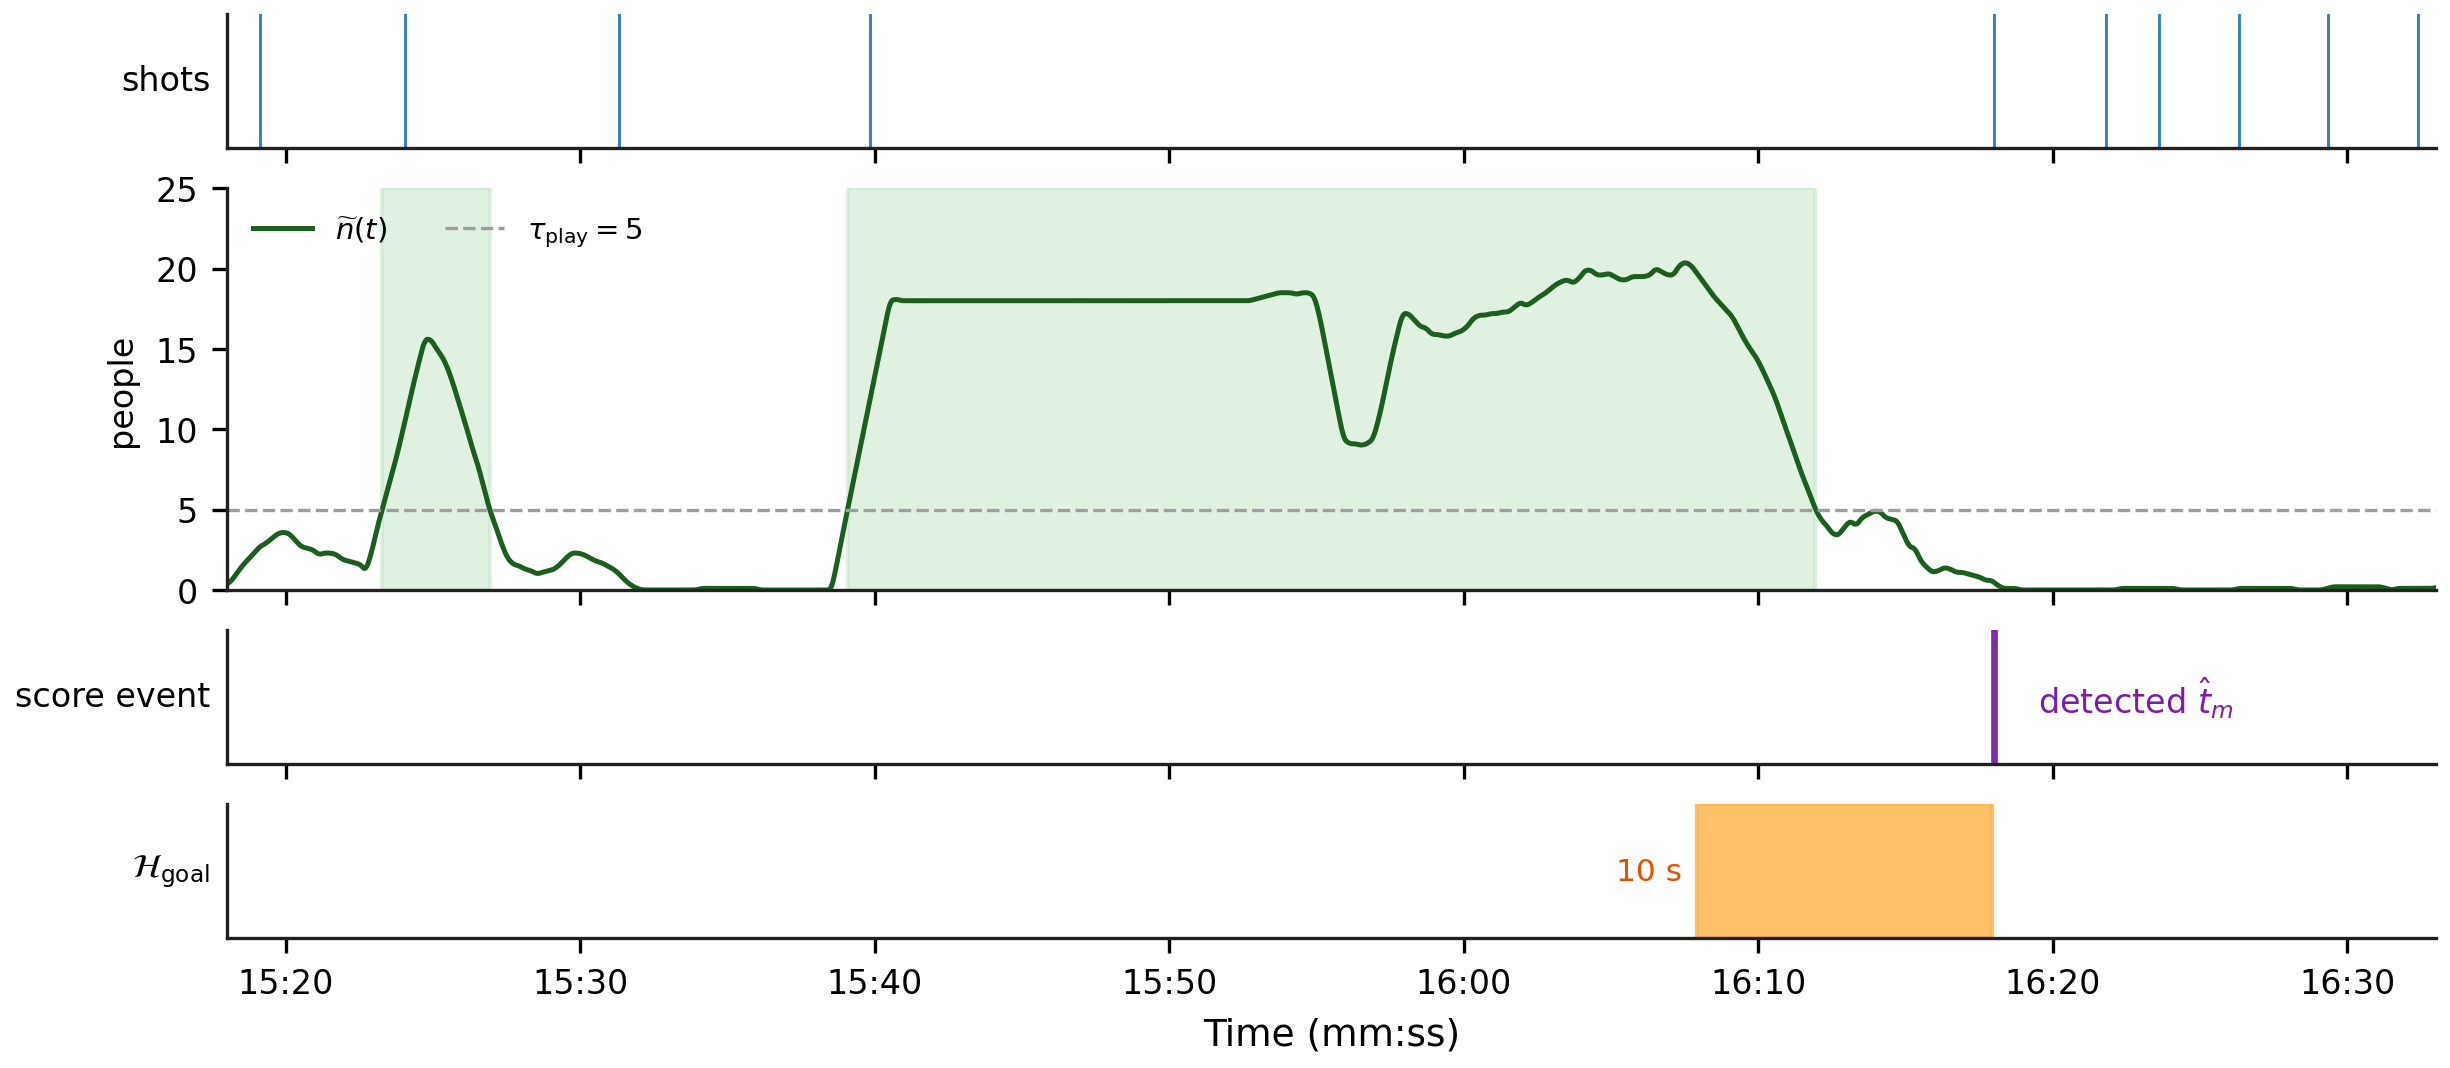 shots
25
20
15
10
5
0
people
ñ(t)
τplay = 5
score event
detected t̂m
ℋgoal
10 s
15:20 15:30 15:40 15:50 16:00 16:10 16:20 16:30
Time (mm:ss)